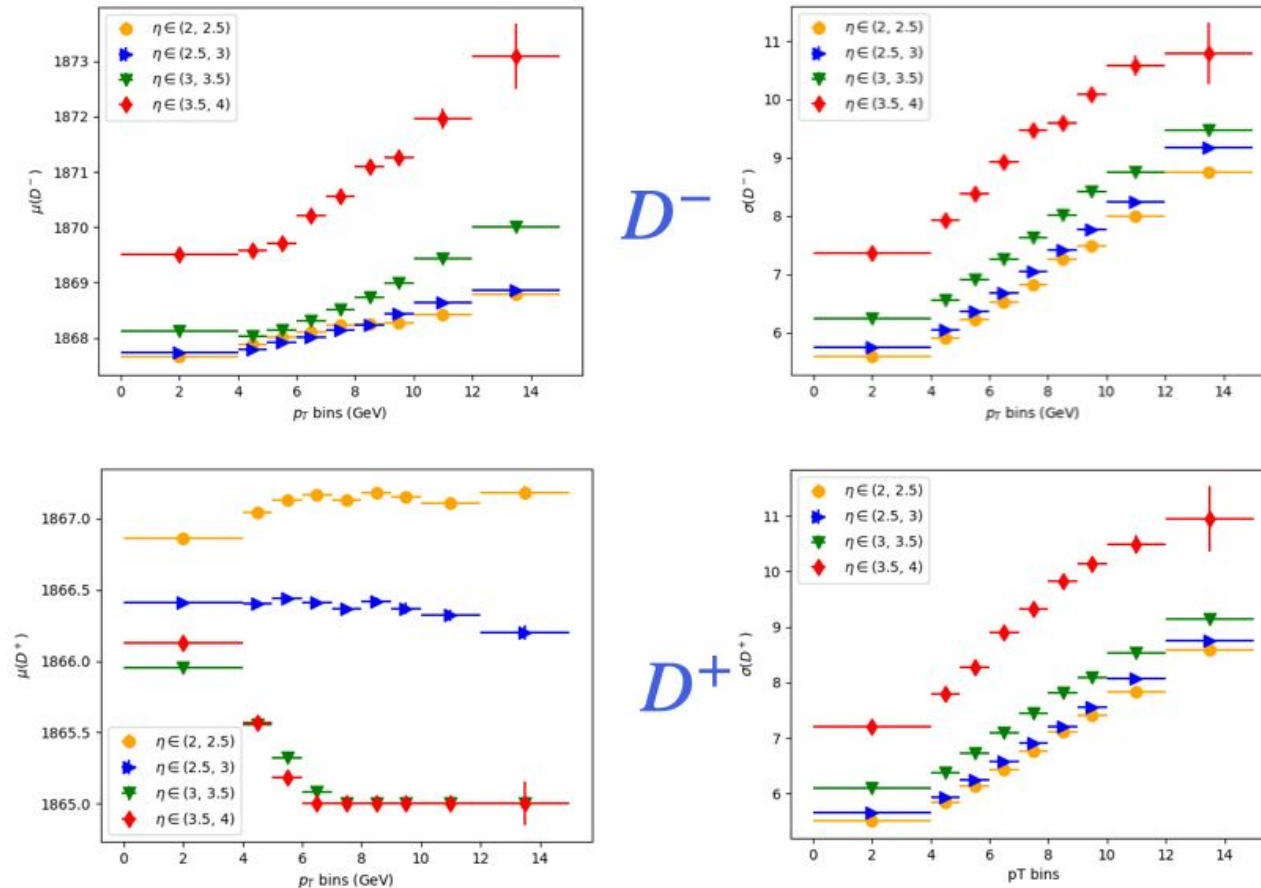 η ∈ (2, 2.5)
η ∈ (2.5, 3)
η ∈ (3, 3.5)
η ∈ (3.5, 4)
1873
1872
1871
1870
1869
1868
μ(D⁻)
0 2 4 6 8 10 12 14
p_T bins (GeV)
D⁻
η ∈ (2, 2.5)
η ∈ (2.5, 3)
η ∈ (3, 3.5)
η ∈ (3.5, 4)
11
10
9
8
7
6
σ(D⁻)
0 2 4 6 8 10 12 14
p_T bins (GeV)
1867.0
1866.5
1866.0
1865.5
1865.0
μ(D⁺)
η ∈ (2, 2.5)
η ∈ (2.5, 3)
η ∈ (3, 3.5)
η ∈ (3.5, 4)
0 2 4 6 8 10 12 14
p_T bins (GeV)
D⁺
η ∈ (2, 2.5)
η ∈ (2.5, 3)
η ∈ (3, 3.5)
η ∈ (3.5, 4)
11
10
9
8
7
6
σ(D⁺)
0 2 4 6 8 10 12 14
pT bins